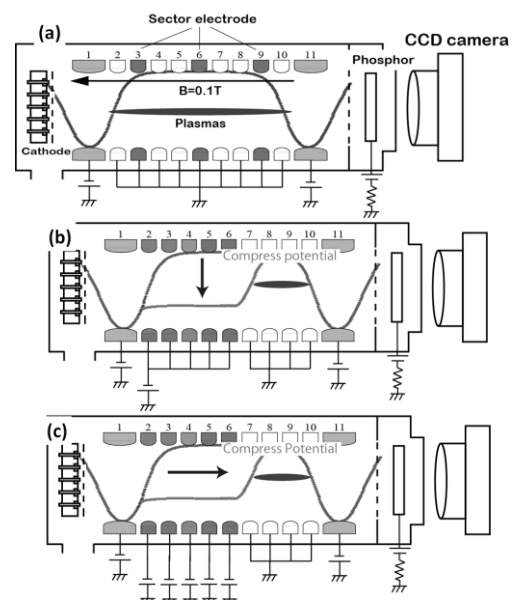 Sector electrode
CCD camera
(a)
1 2 3 4 5 6 7 8 9 10 11
Phosphor
B=0.1T
Plasmas
Cathode
(b)
1 2 3 4 5 6 7 8 9 10 11
Compress potential
(c)
1 2 3 4 5 6 7 8 9 10 11
Compress Potential